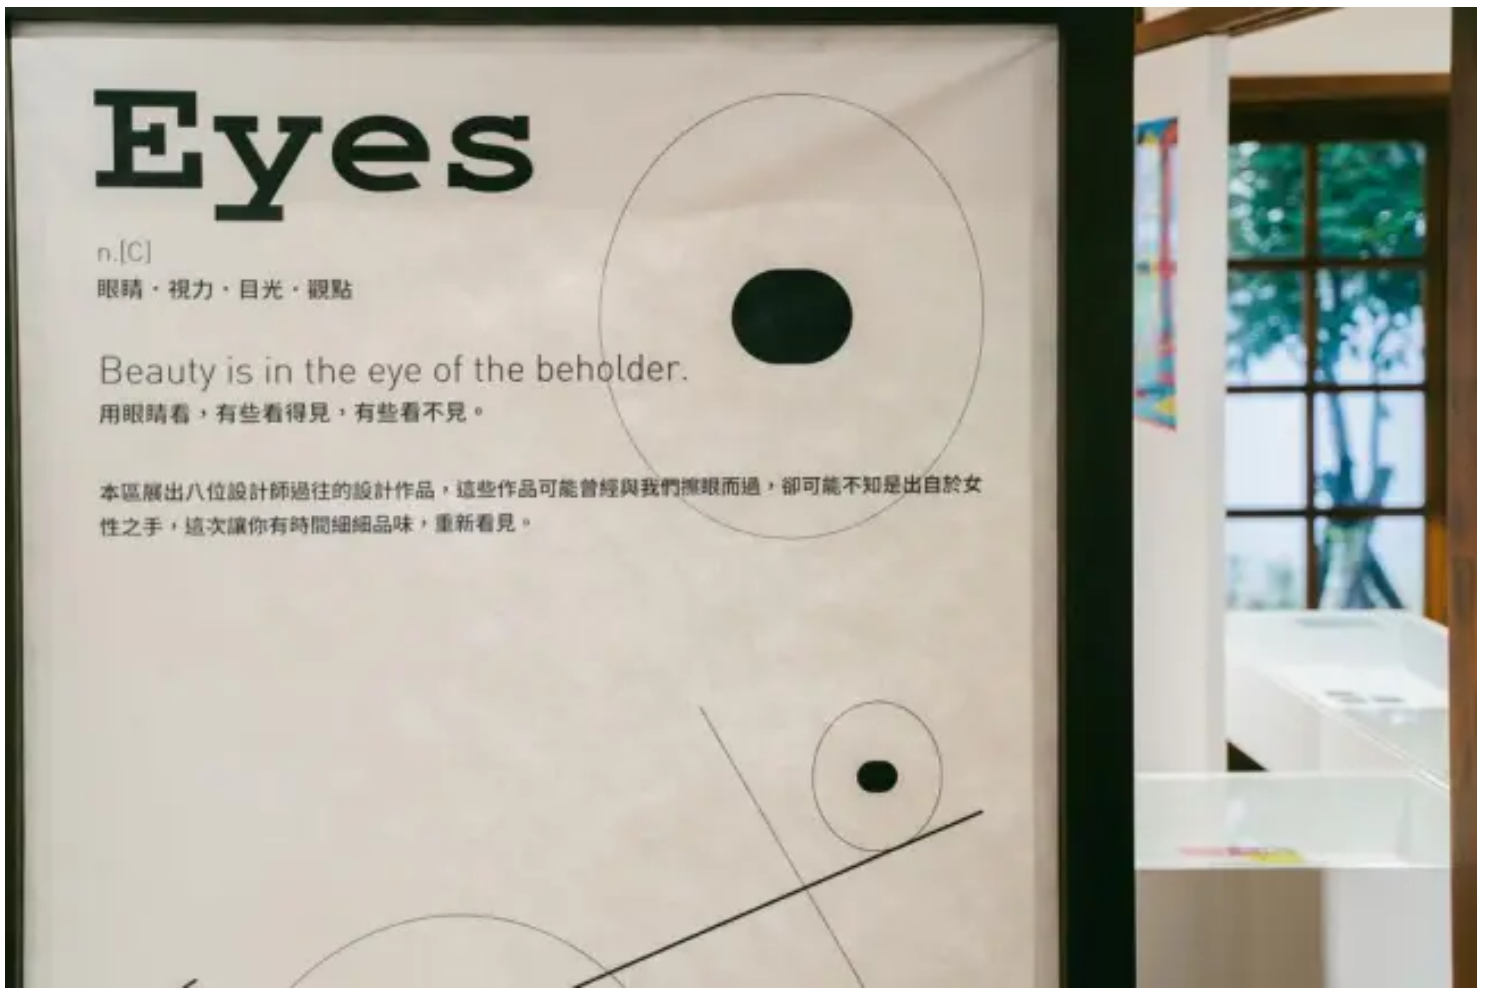 Eyes
n.[C]
眼睛・視力・目光・觀點
Beauty is in the eye of the beholder.
用眼睛看，有些看得見，有些看不見。
本區展出八位設計師過往的設計作品，這些作品可能曾經與我們擦眼而過，卻可能不知是出自於女
性之手，這次讓你有時間細細品味，重新看見。